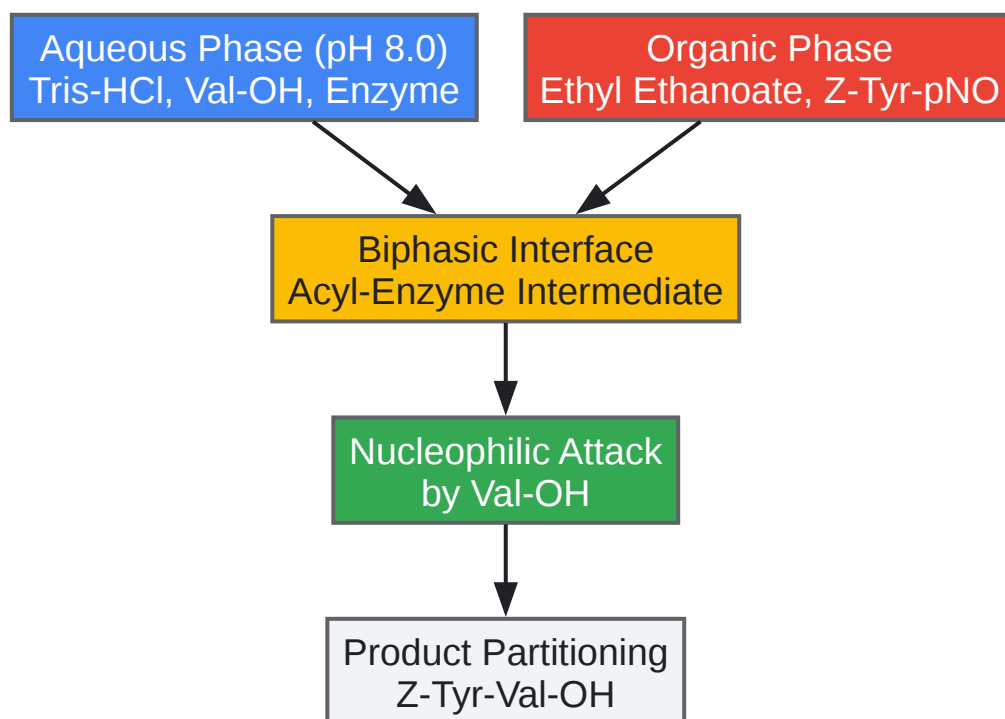 Aqueous Phase (pH 8.0)
Tris-HCl, Val-OH, Enzyme
Organic Phase
Ethyl Ethanoate, Z-Tyr-pNO
Biphasic Interface
Acyl-Enzyme Intermediate
Nucleophilic Attack
by Val-OH
Product Partitioning
Z-Tyr-Val-OH